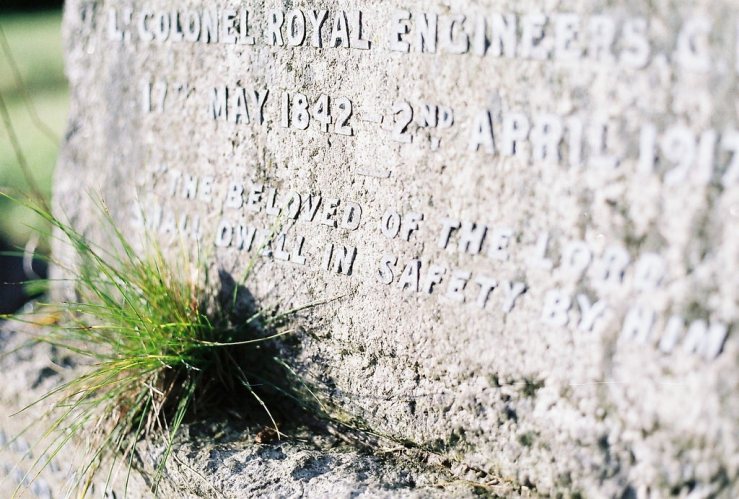 LT COLONEL ROYAL ENGINEERS. C
17TH MAY 1842 - 2ND APRIL 1917
THE BELOVED OF THE LORD
SHALL DWELL IN SAFETY BY HIM